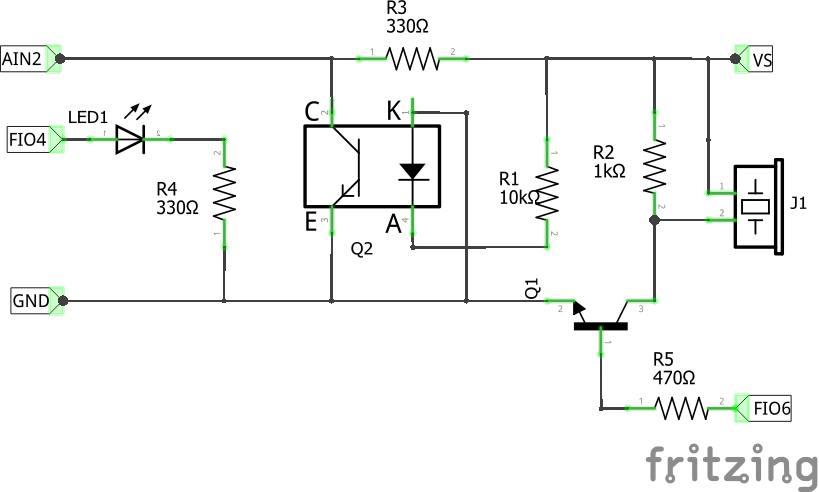 R3
330Ω
1
2
AIN2
VS
LED1
FIO4
1
2
C
2
K
1
1
1
R4
330Ω
2
1
R1
10kΩ
2
R2
1kΩ
2
1
2
J1
E
3
A
4
Q2
GND
Q1
2
3
1
R5
470Ω
1
2
FIO6
fritzing